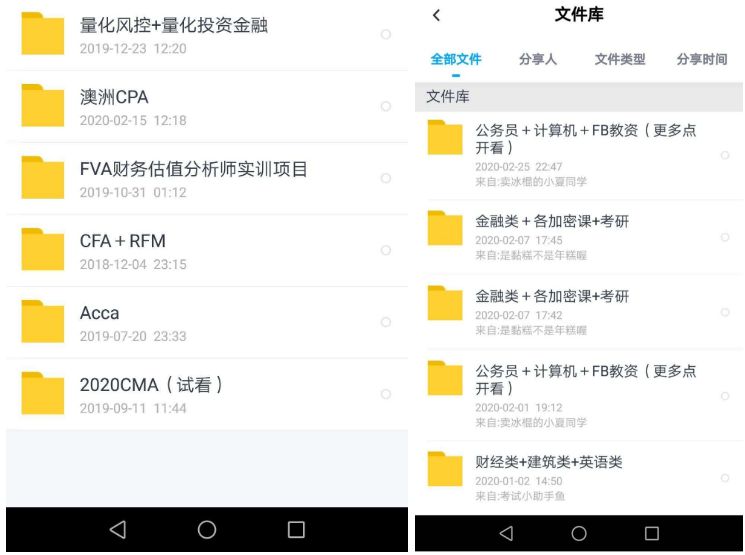 量化风控+量化投资金融
2019-12-23 12:20
澳洲CPA
2020-02-15 12:18
FVA财务估值分析师实训项目
2019-10-31 01:12
CFA+RFM
2018-12-04 23:15
Acca
2019-07-20 23:33
2020CMA（试看）
2019-09-11 11:44
文件库
全部文件 分享人 文件类型 分享时间
文件库
公务员+计算机+FB教资（更多点
开看）
2020-02-25 22:47
来自:卖冰棍的小夏同学
金融类+各加密课+考研
2020-02-07 17:45
来自:是黏糕不是年糕喔
金融类+各加密课+考研
2020-02-07 17:42
来自:是黏糕不是年糕喔
公务员+计算机+FB教资（更多点
开看）
2020-02-01 19:12
来自:卖冰棍的小夏同学
财经类+建筑类+英语类
2020-01-02 14:50
来自:考试小助手鱼